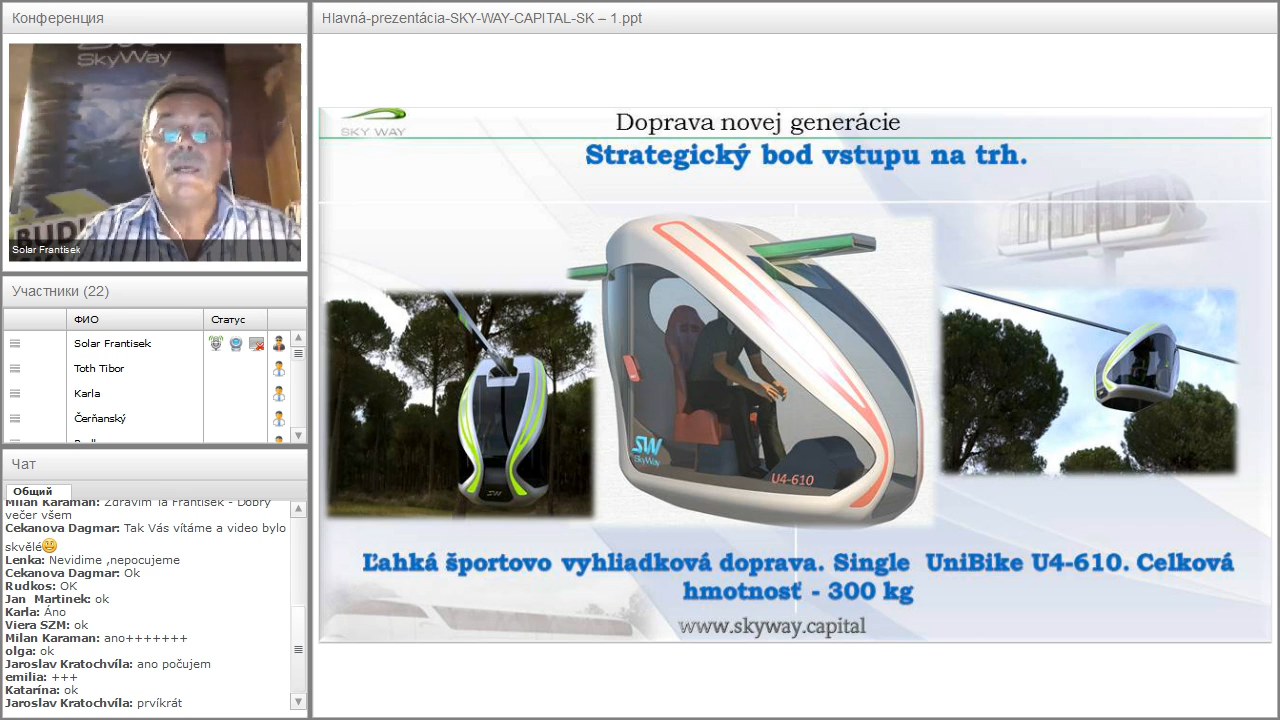 Конференция
SkyWay
BUD
Solar Frantisek
Участники (22)
ФИО
Статус
Solar Frantisek
Toth Tibor
Karla
Čerňanský
Чат
Общий
Milan Karaman: Zdravím Ťa František - Dobrý
večer všem
Cekanova Dagmar: Tak Vás vítáme a video bylo
skvělé
Lenka: Nevidime ,nepocujeme
Cekanova Dagmar: Ok
Rudkos: OK
Jan Martinek: ok
Karla: Áno
Viera SZM: ok
Milan Karaman: ano+++++++
olga: ok
Jaroslav Kratochvíla: ano počujem
emilia: +++
Katarína: ok
Jaroslav Kratochvíla: prvíkrát
Hlavná-prezentácia-SKY-WAY-CAPITAL-SK – 1.ppt
SKY WAY
Doprava novej generácie
Strategický bod vstupu na trh.
SW
SkyWay
U4-610
Ľahká športovo vyhliadková doprava. Single UniBike U4-610. Celková
hmotnosť - 300 kg
www.skyway.capital